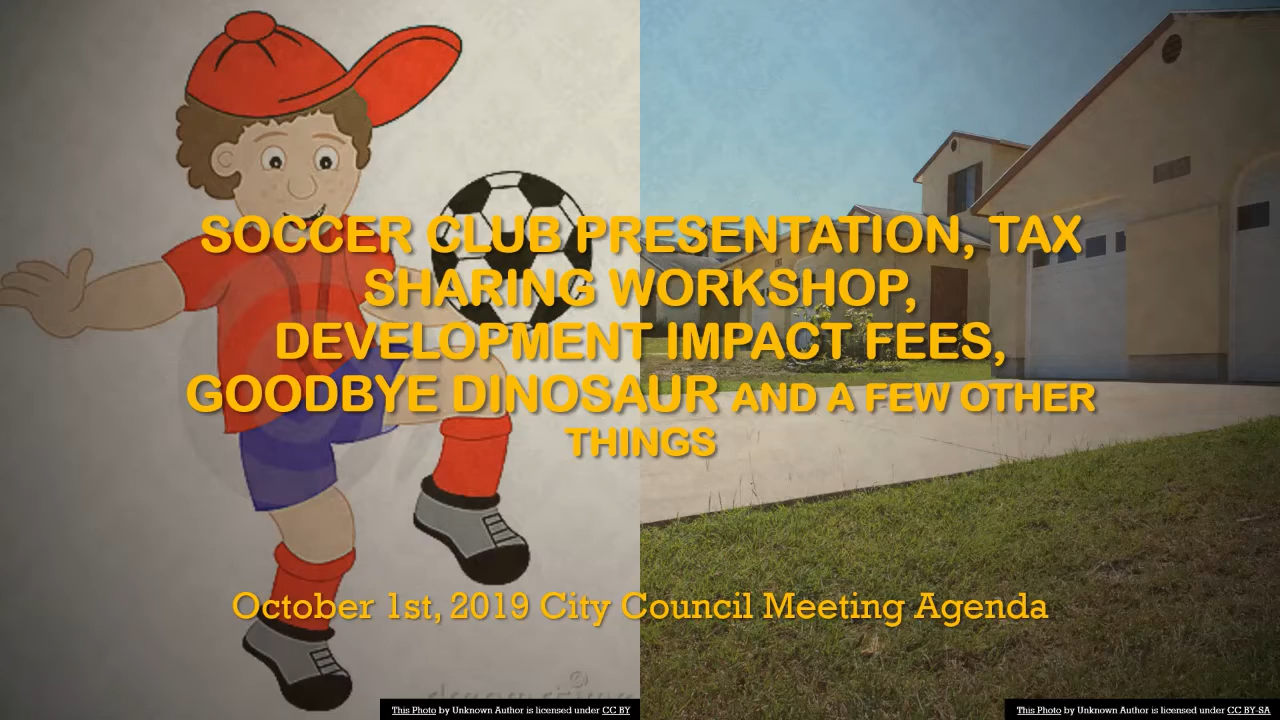 SOCCER CLUB PRESENTATION, TAX
SHARING WORKSHOP,
DEVELOPMENT IMPACT FEES,
GOODBYE DINOSAUR AND A FEW OTHER
THINGS
October 1st, 2019 City Council Meeting Agenda
This Photo by Unknown Author is licensed under CC BY
This Photo by Unknown Author is licensed under CC BY-SA